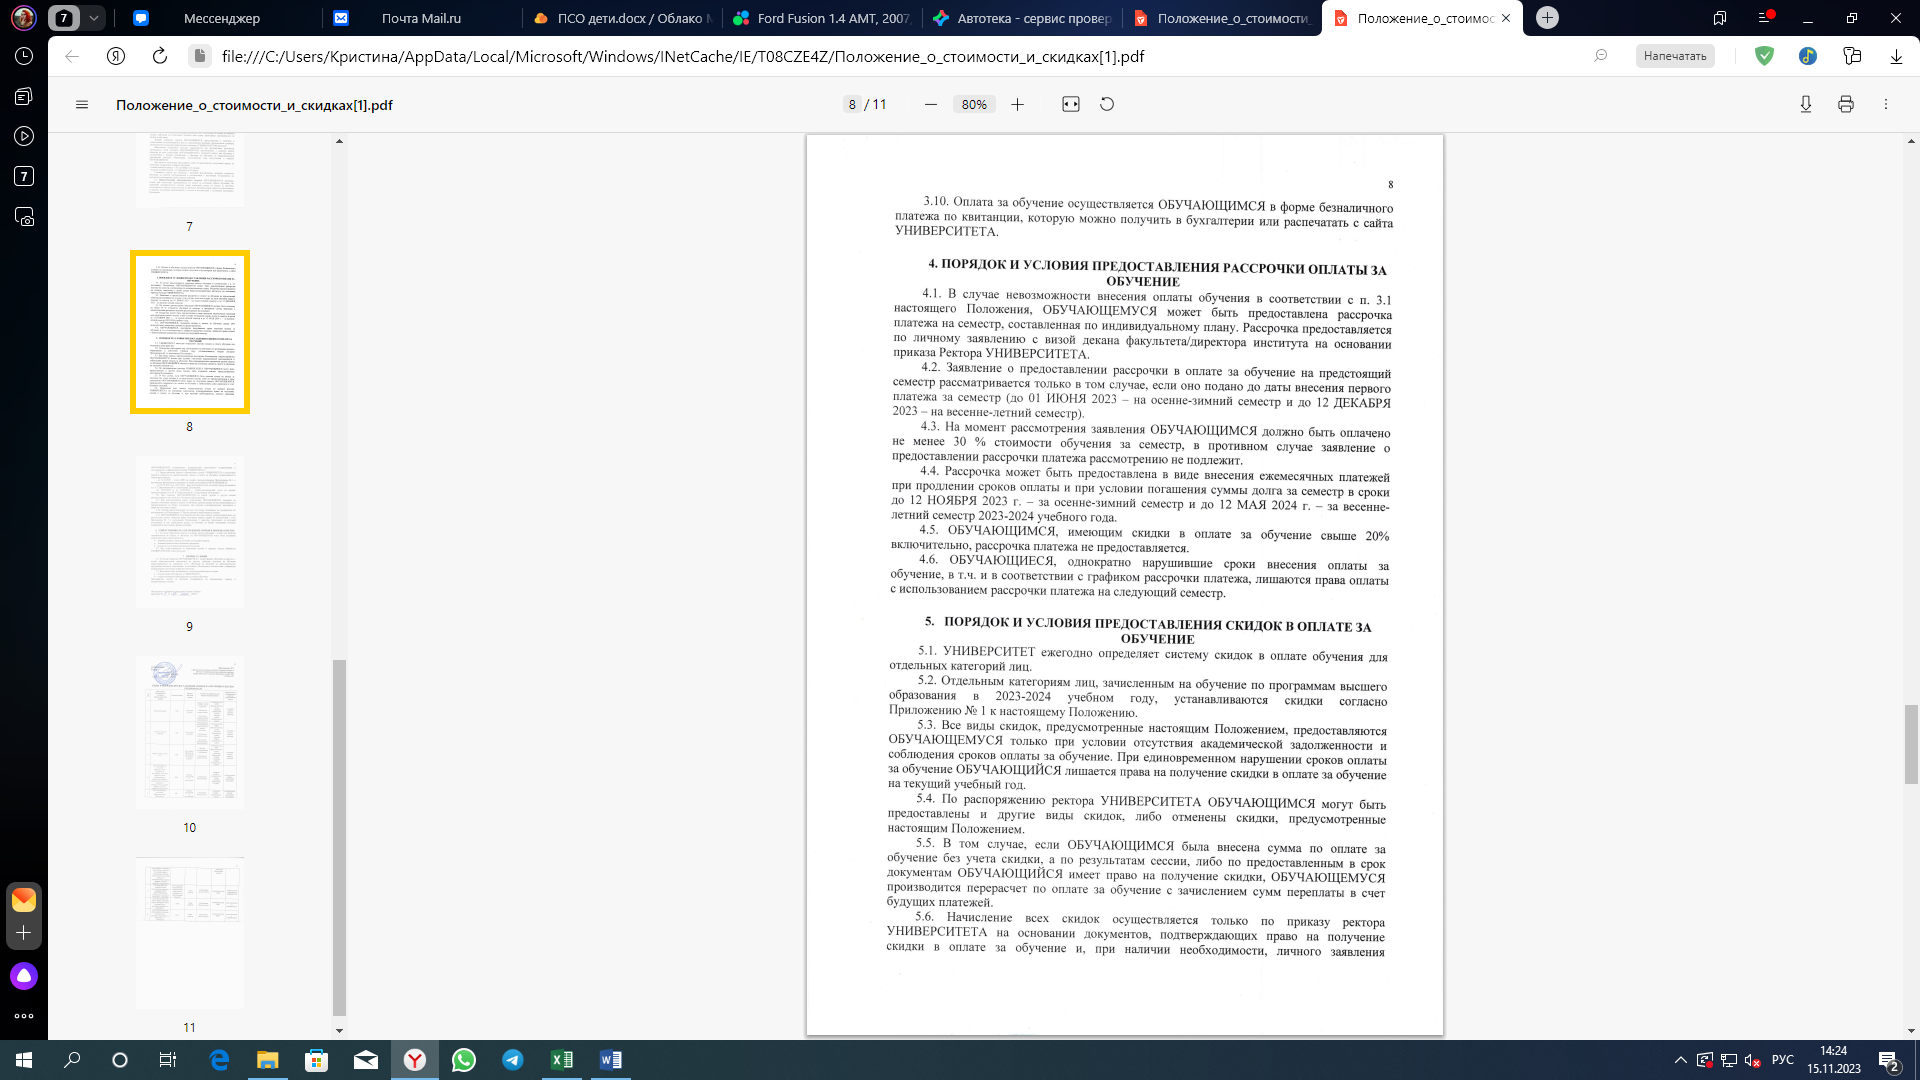 7
Мессенджер
Почта Mail.ru
ПСО дети.docx / Облако М
Ford Fusion 1.4 AMT, 2007,
Автотека - сервис провер
Положение_о_стоимости_
Положение_о_стоимос
file:///C:/Users/Кристина/AppData/Local/Microsoft/Windows/INetCache/IE/T08CZE4Z/Положение_о_стоимости_и_скидках[1].pdf
Напечатать
Положение_о_стоимости_и_скидках[1].pdf
8 / 11
80%
7
7
8
9
10
11
8
3.10. Оплата за обучение осуществляется ОБУЧАЮЩИМСЯ в форме безналичного
платежа по квитанции, которую можно получить в бухгалтерии или распечатать с сайта
УНИВЕРСИТЕТА.
4. ПОРЯДОК И УСЛОВИЯ ПРЕДОСТАВЛЕНИЯ РАССРОЧКИ ОПЛАТЫ ЗА
ОБУЧЕНИЕ
4.1. В случае невозможности внесения оплаты обучения в соответствии с п. 3.1
настоящего Положения, ОБУЧАЮЩЕМУСЯ может быть предоставлена рассрочка
платежа на семестр, составленная по индивидуальному плану. Рассрочка предоставляется
по личному заявлению с визой декана факультета/директора института на основании
приказа Ректора УНИВЕРСИТЕТА.
4.2. Заявление о предоставлении рассрочки в оплате за обучение на предстоящий
семестр рассматривается только в том случае, если оно подано до даты внесения первого
платежа за семестр (до 01 ИЮНЯ 2023 – на осенне-зимний семестр и до 12 ДЕКАБРЯ
2023 – на весенне-летний семестр).
4.3. На момент рассмотрения заявления ОБУЧАЮЩИМСЯ должно быть оплачено
не менее 30 % стоимости обучения за семестр, в противном случае заявление о
предоставлении рассрочки платежа рассмотрению не подлежит.
4.4. Рассрочка может быть предоставлена в виде внесения ежемесячных платежей
при продлении сроков оплаты и при условии погашения суммы долга за семестр в сроки
до 12 НОЯБРЯ 2023 г. – за осенне-зимний семестр и до 12 МАЯ 2024 г. – за весенне-
летний семестр 2023-2024 учебного года.
4.5. ОБУЧАЮЩИМСЯ, имеющим скидки в оплате за обучение свыше 20%
включительно, рассрочка платежа не предоставляется.
4.6. ОБУЧАЮЩИЕСЯ, однократно нарушившие сроки внесения оплаты за
обучение, в т.ч. и в соответствии с графиком рассрочки платежа, лишаются права оплаты
с использованием рассрочки платежа на следующий семестр.
5. ПОРЯДОК И УСЛОВИЯ ПРЕДОСТАВЛЕНИЯ СКИДОК В ОПЛАТЕ ЗА
ОБУЧЕНИЕ
5.1. УНИВЕРСИТЕТ ежегодно определяет систему скидок в оплате обучения для
отдельных категорий лиц.
5.2. Отдельным категориям лиц, зачисленным на обучение по программам высшего
образования в 2023-2024 учебном году, устанавливаются скидки согласно
Приложению № 1 к настоящему Положению.
5.3. Все виды скидок, предусмотренные настоящим Положением, предоставляются
ОБУЧАЮЩЕМУСЯ только при условии отсутствия академической задолженности и
соблюдения сроков оплаты за обучение. При единовременном нарушении сроков оплаты
за обучение ОБУЧАЮЩИЙСЯ лишается права на получение скидки в оплате за обучение
на текущий учебный год.
5.4. По распоряжению ректора УНИВЕРСИТЕТА ОБУЧАЮЩИМСЯ могут быть
предоставлены и другие виды скидок, либо отменены скидки, предусмотренные
настоящим Положением.
5.5. В том случае, если ОБУЧАЮЩИМСЯ была внесена сумма по оплате за
обучение без учета скидки, а по результатам сессии, либо по предоставленным в срок
документам ОБУЧАЮЩИЙСЯ имеет право на получение скидки, ОБУЧАЮЩЕМУСЯ
производится перерасчет по оплате за обучение с зачислением сумм переплаты в счет
будущих платежей.
5.6. Начисление всех скидок осуществляется только по приказу ректора
УНИВЕРСИТЕТА на основании документов, подтверждающих право на получение
скидки в оплате за обучение и, при наличии необходимости, личного заявления
РУС
14:24
15.11.2023
2